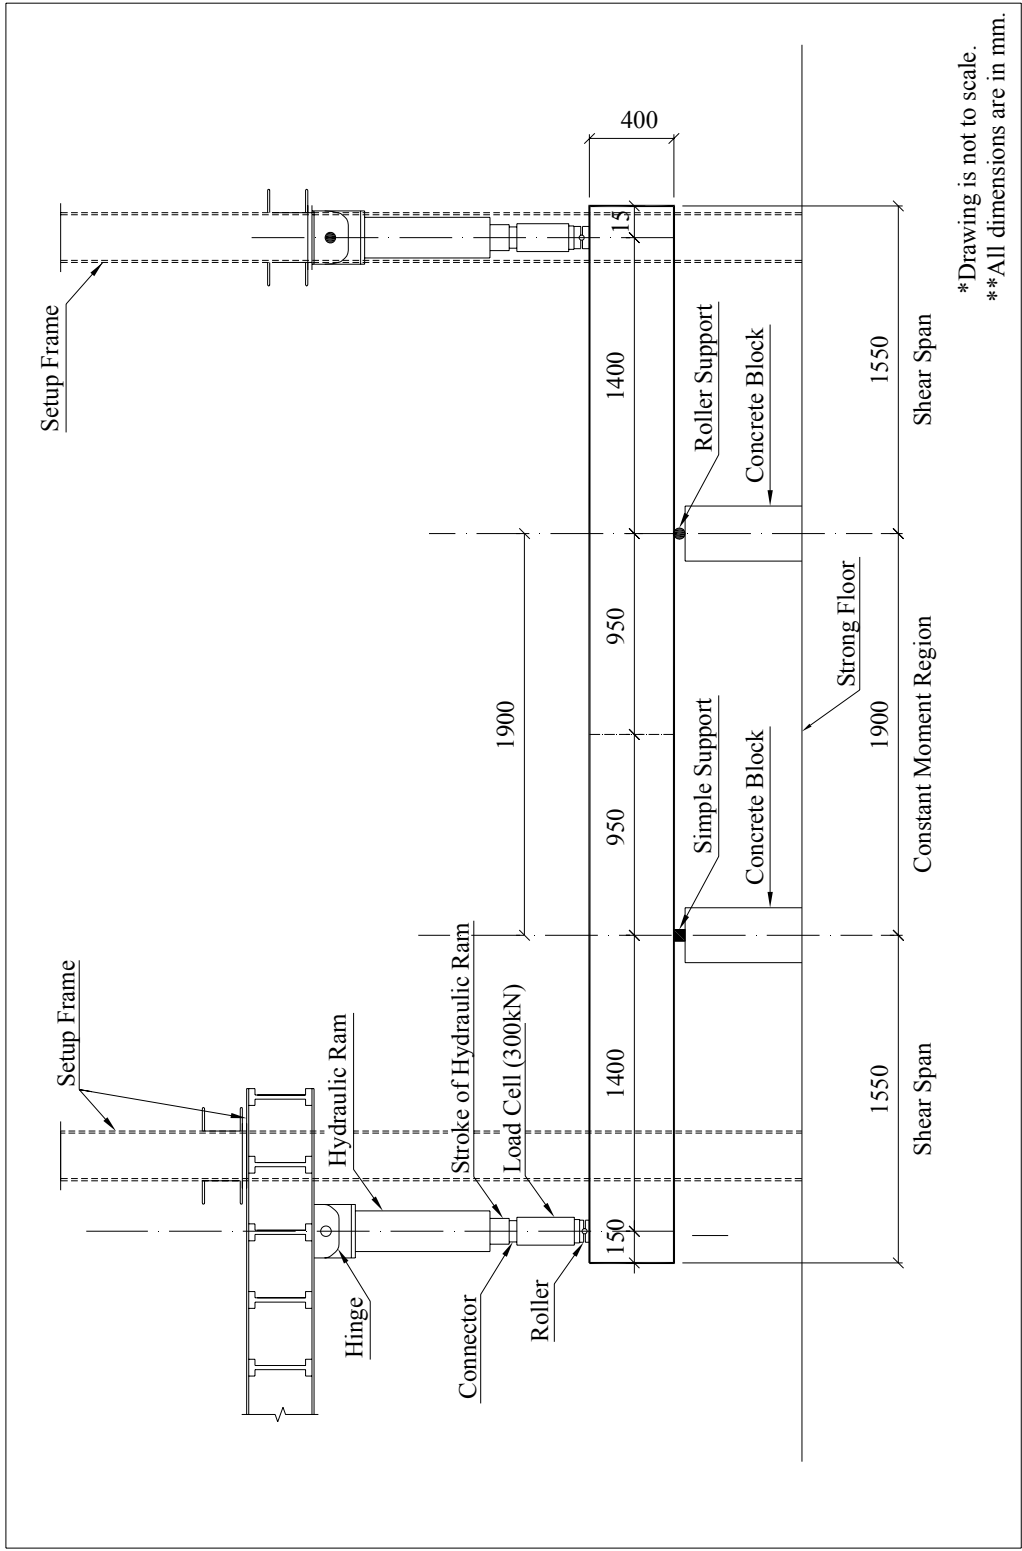 Setup Frame
Setup Frame
Hydraulic Ram
Hinge
Stroke of Hydraulic Ram
Connector
Load Cell (300kN)
Roller
1900
150
1400
950
950
1400
15
400
Simple Support
Roller Support
Concrete Block
Concrete Block
Strong Floor
1550
1900
1550
Shear Span
Constant Moment Region
Shear Span
*Drawing is not to scale.
**All dimensions are in mm.